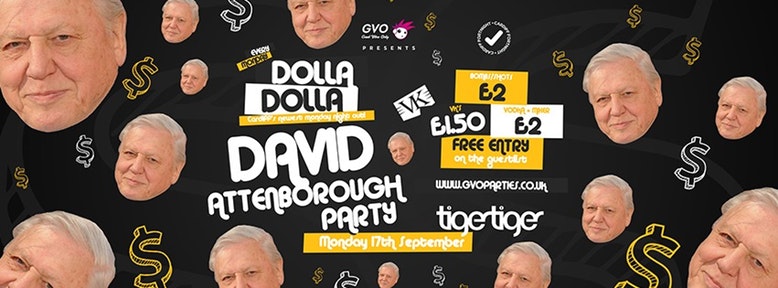 GVO
Good Vibes Only
PRESENTS
EVERY
MONDAY
DOLLA
DOLLA
Cardiff's newest monday night out!
DAVID
ATTENBOROUGH
PARTY
Monday 17th September
BOMBS/SHOTS
£2
VK
VK'S
£1.50
VODKA + MIXER
£2
FREE ENTRY
on the guestlist
WWW.GVOPARTIES.CO.UK
tigertiger